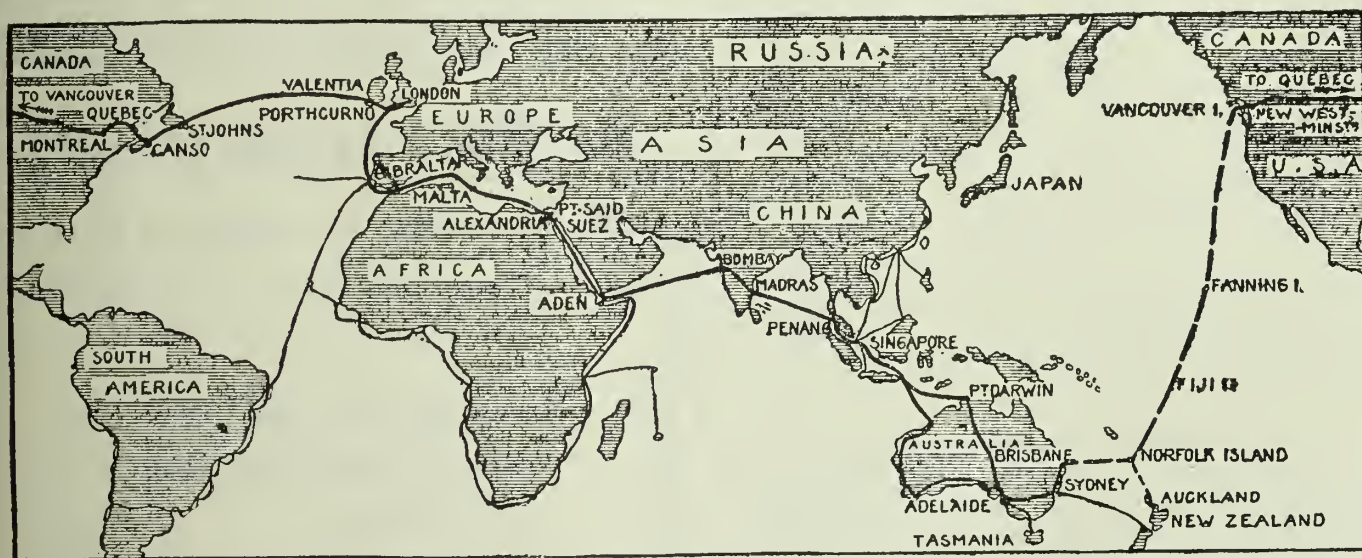 CANADA
TO VANCOUVER
QUEBEC
MONTREAL
ST JOHNS
CANSO
VALENTIA
PORTHCURNO
LONDON
EUROPE
GIBRALTAR
MALTA
ALEXANDRIA
PT. SAID
SUEZ
AFRICA
ADEN
SOUTH
AMERICA
RUSSIA
ASIA
CHINA
JAPAN
BOMBAY
MADRAS
PENANG
SINGAPORE
PT DARWIN
AUSTRALIA
BRISBANE
SYDNEY
ADELAIDE
TASMANIA
CANADA
TO QUEBEC
VANCOUVER I.
NEW WEST-
-MINSTR
U.S.A
FANNING I.
FIJI IS
NORFOLK ISLAND
AUCKLAND
NEW ZEALAND